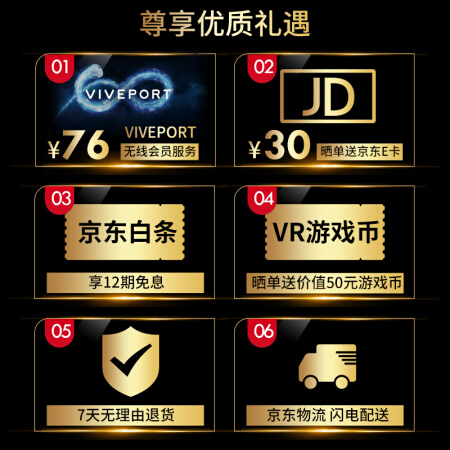 尊享优质礼遇
01
VIVEPORT
¥76 VIVEPORT
无线会员服务
02
JD
¥30 晒单送京东E卡
03
京东白条
享12期免息
04
VR游戏币
晒单送价值50元游戏币
05
7天无理由退货
06
京东物流 闪电配送